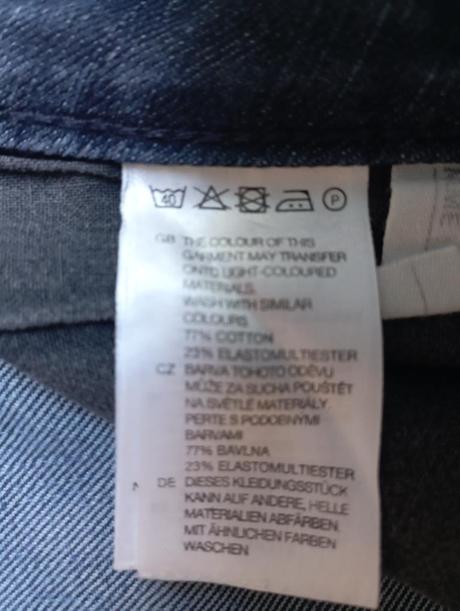 40 P
GB THE COLOUR OF THIS
GARMENT MAY TRANSFER
ONTO LIGHT-COLOURED
MATERIALS.
WASH WITH SIMILAR
COLOURS
77% COTTON
23% ELASTOMULTIESTER
CZ BARVA TOHOTO ODĚVU
MŮŽE ZA SUCHA POUŠTĚT
NA SVĚTLÉ MATERIÁLY.
PERTE S PODOBNÝMI
BARVAMI
77% BAVLNA
23% ELASTOMULTIESTER
DE DIESES KLEIDUNGSSTÜCK
KANN AUF ANDERE, HELLE
MATERIALIEN ABFÄRBEN.
MIT ÄHNLICHEN FARBEN
WASCHEN